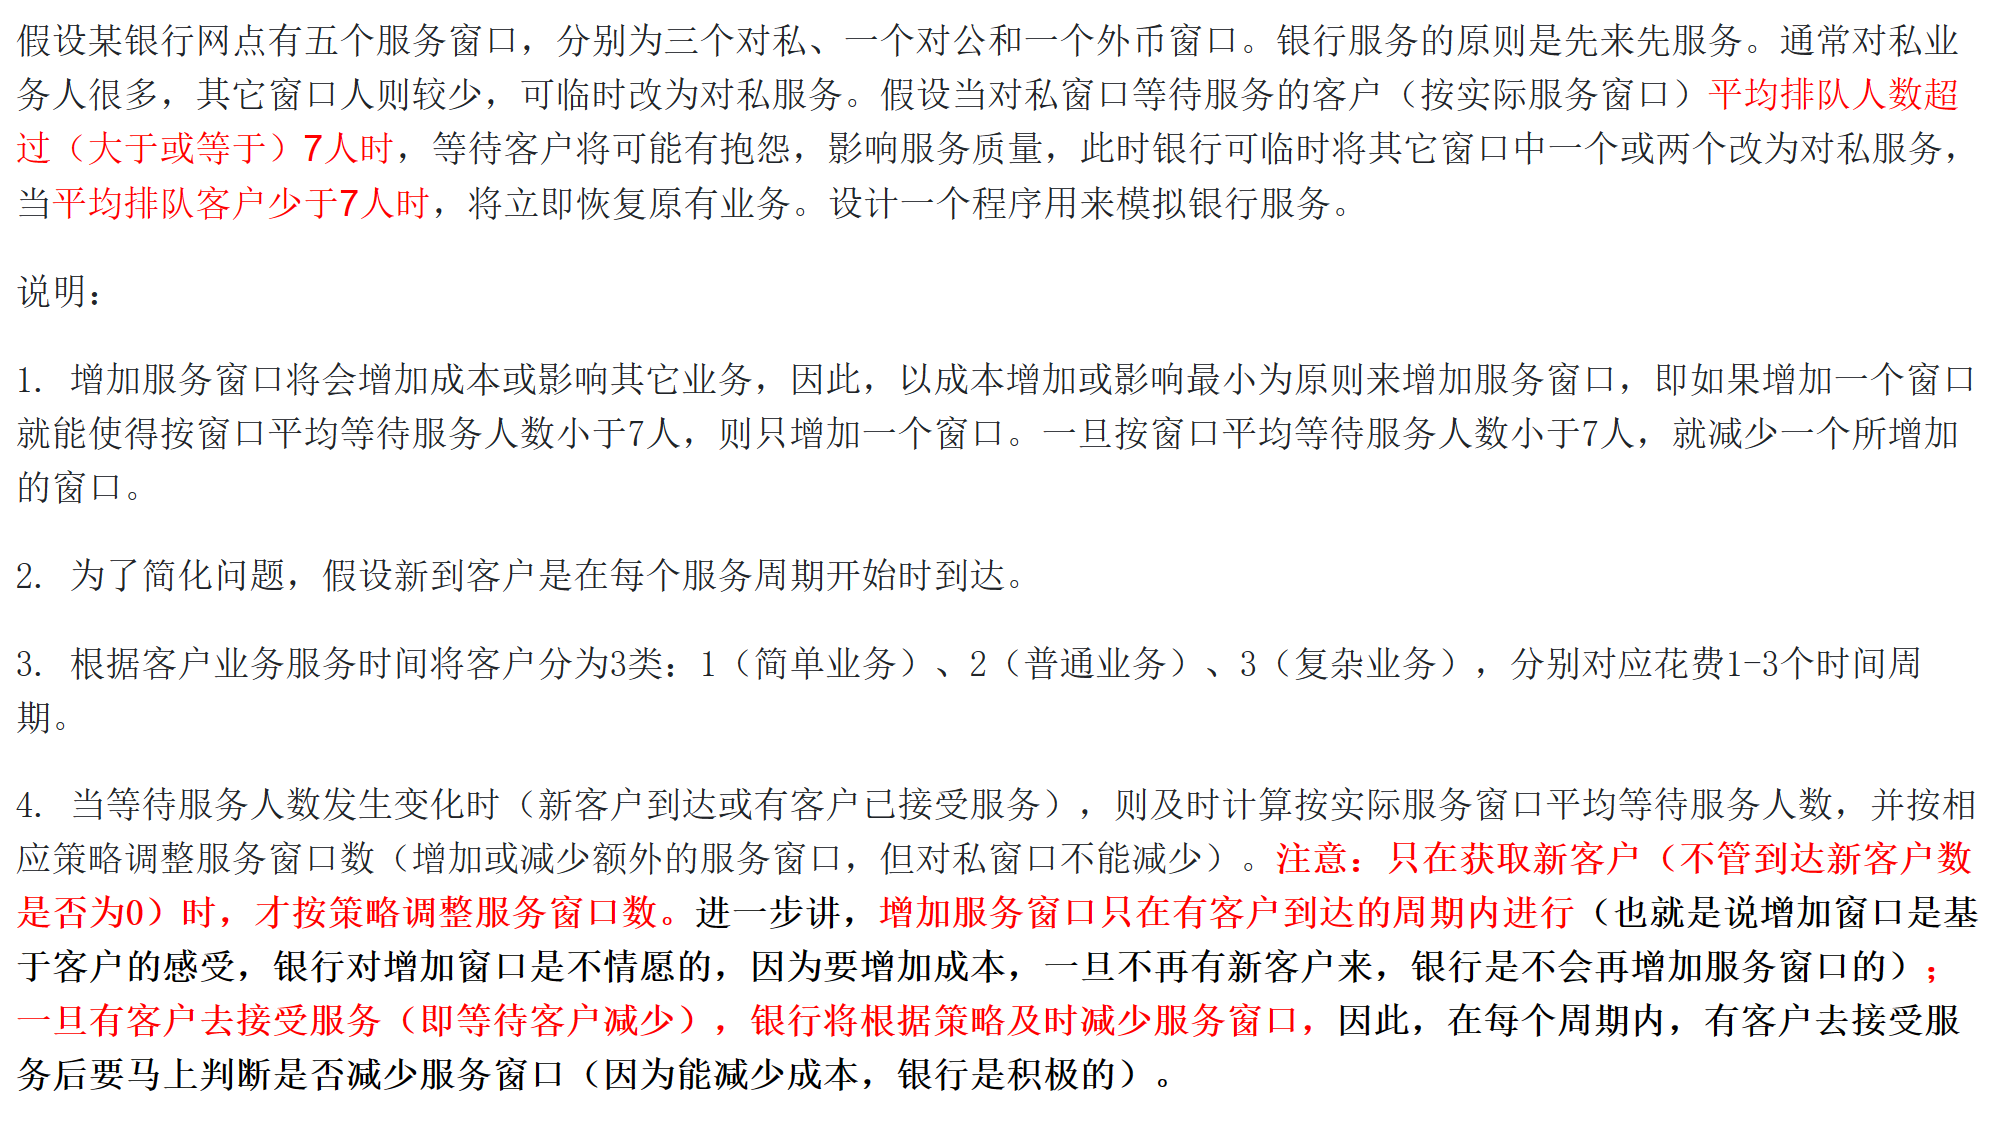 假设某银行网点有五个服务窗口，分别为三个对私、一个对公和一个外币窗口。银行服务的原则是先来先服务。通常对私业
务人很多，其它窗口人则较少，可临时改为对私服务。假设当对私窗口等待服务的客户（按实际服务窗口）平均排队人数超
过（大于或等于）7人时，等待客户将可能有抱怨，影响服务质量，此时银行可临时将其它窗口中一个或两个改为对私服务，
当平均排队客户少于7人时，将立即恢复原有业务。设计一个程序用来模拟银行服务。
说明：
1. 增加服务窗口将会增加成本或影响其它业务，因此，以成本增加或影响最小为原则来增加服务窗口，即如果增加一个窗口
就能使得按窗口平均等待服务人数小于7人，则只增加一个窗口。一旦按窗口平均等待服务人数小于7人，就减少一个所增加
的窗口。
2. 为了简化问题，假设新到客户是在每个服务周期开始时到达。
3. 根据客户业务服务时间将客户分为3类：1（简单业务）、2（普通业务）、3（复杂业务），分别对应花费1-3个时间周
期。
4. 当等待服务人数发生变化时（新客户到达或有客户已接受服务），则及时计算按实际服务窗口平均等待服务人数，并按相
应策略调整服务窗口数（增加或减少额外的服务窗口，但对私窗口不能减少）。注意：只在获取新客户（不管到达新客户数
是否为0）时，才按策略调整服务窗口数。进一步讲，增加服务窗口只在有客户到达的周期内进行（也就是说增加窗口是基
于客户的感受，银行对增加窗口是不情愿的，因为要增加成本，一旦不再有新客户来，银行是不会再增加服务窗口的）；
一旦有客户去接受服务（即等待客户减少），银行将根据策略及时减少服务窗口，因此，在每个周期内，有客户去接受服
务后要马上判断是否减少服务窗口（因为能减少成本，银行是积极的）。